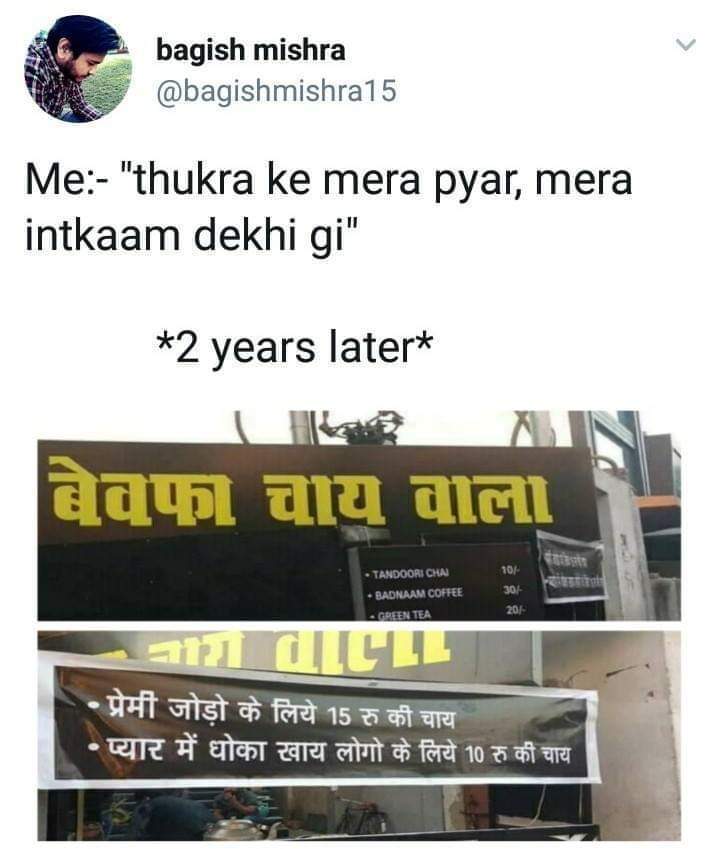 bagish mishra
@bagishmishra15
Me:- "thukra ke mera pyar, mera
intkaam dekhi gi"
*2 years later*
बेवफा चाय वाला
• TANDOORI CHAI 10/-
• BADNAAM COFFEE 30/-
• GREEN TEA 20/-
चाय वाला
• प्रेमी जोड़ो के लिये 15 रु की चाय
• प्यार में धोका खाय लोगो के लिये 10 रु की चाय